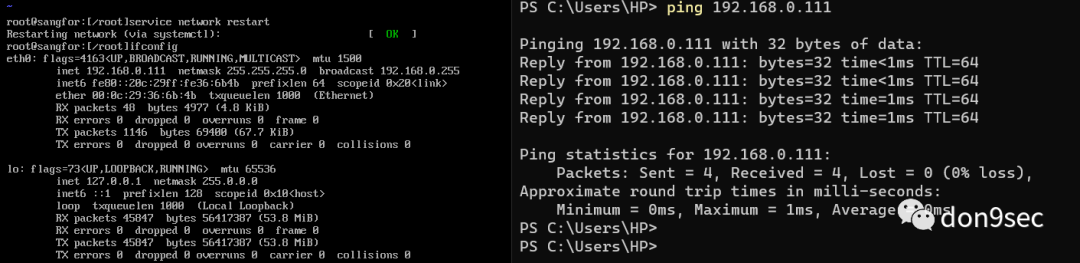 ~
root@sangfor:[/root]service network restart
Restarting network (via systemctl): [ OK ]
root@sangfor:[/root]ifconfig
eth0: flags=4163<UP,BROADCAST,RUNNING,MULTICAST> mtu 1500
inet 192.168.0.111 netmask 255.255.255.0 broadcast 192.168.0.255
inet6 fe80::20c:29ff:fe36:6b4b prefixlen 64 scopeid 0x20<link>
ether 00:0c:29:36:6b:4b txqueuelen 1000 (Ethernet)
RX packets 48 bytes 4977 (4.8 KiB)
RX errors 0 dropped 0 overruns 0 frame 0
TX packets 1146 bytes 69400 (67.7 KiB)
TX errors 0 dropped 0 overruns 0 carrier 0 collisions 0
lo: flags=73<UP,LOOPBACK,RUNNING> mtu 65536
inet 127.0.0.1 netmask 255.0.0.0
inet6 ::1 prefixlen 128 scopeid 0x10<host>
loop txqueuelen 1000 (Local Loopback)
RX packets 45847 bytes 56417387 (53.8 MiB)
RX errors 0 dropped 0 overruns 0 frame 0
TX packets 45847 bytes 56417387 (53.8 MiB)
TX errors 0 dropped 0 overruns 0 carrier 0 collisions 0
PS C:\Users\HP> ping 192.168.0.111
Pinging 192.168.0.111 with 32 bytes of data:
Reply from 192.168.0.111: bytes=32 time<1ms TTL=64
Reply from 192.168.0.111: bytes=32 time=1ms TTL=64
Reply from 192.168.0.111: bytes=32 time=1ms TTL=64
Reply from 192.168.0.111: bytes=32 time=1ms TTL=64
Ping statistics for 192.168.0.111:
Packets: Sent = 4, Received = 4, Lost = 0 (0% loss),
Approximate round trip times in milli-seconds:
Minimum = 0ms, Maximum = 1ms, Average 0ms
PS C:\Users\HP>
PS C:\Users\HP>
don9sec